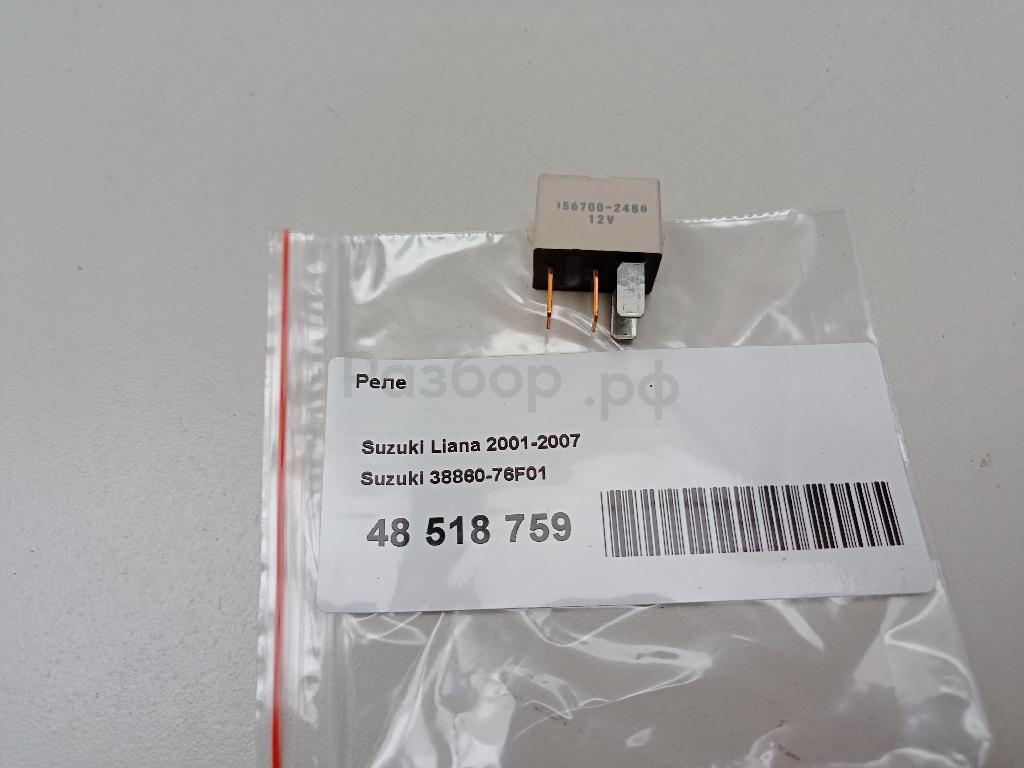 156700-2480
12V
Разбор.рф
Реле
Suzuki Liana 2001-2007
Suzuki 38860-76F01
48 518 759